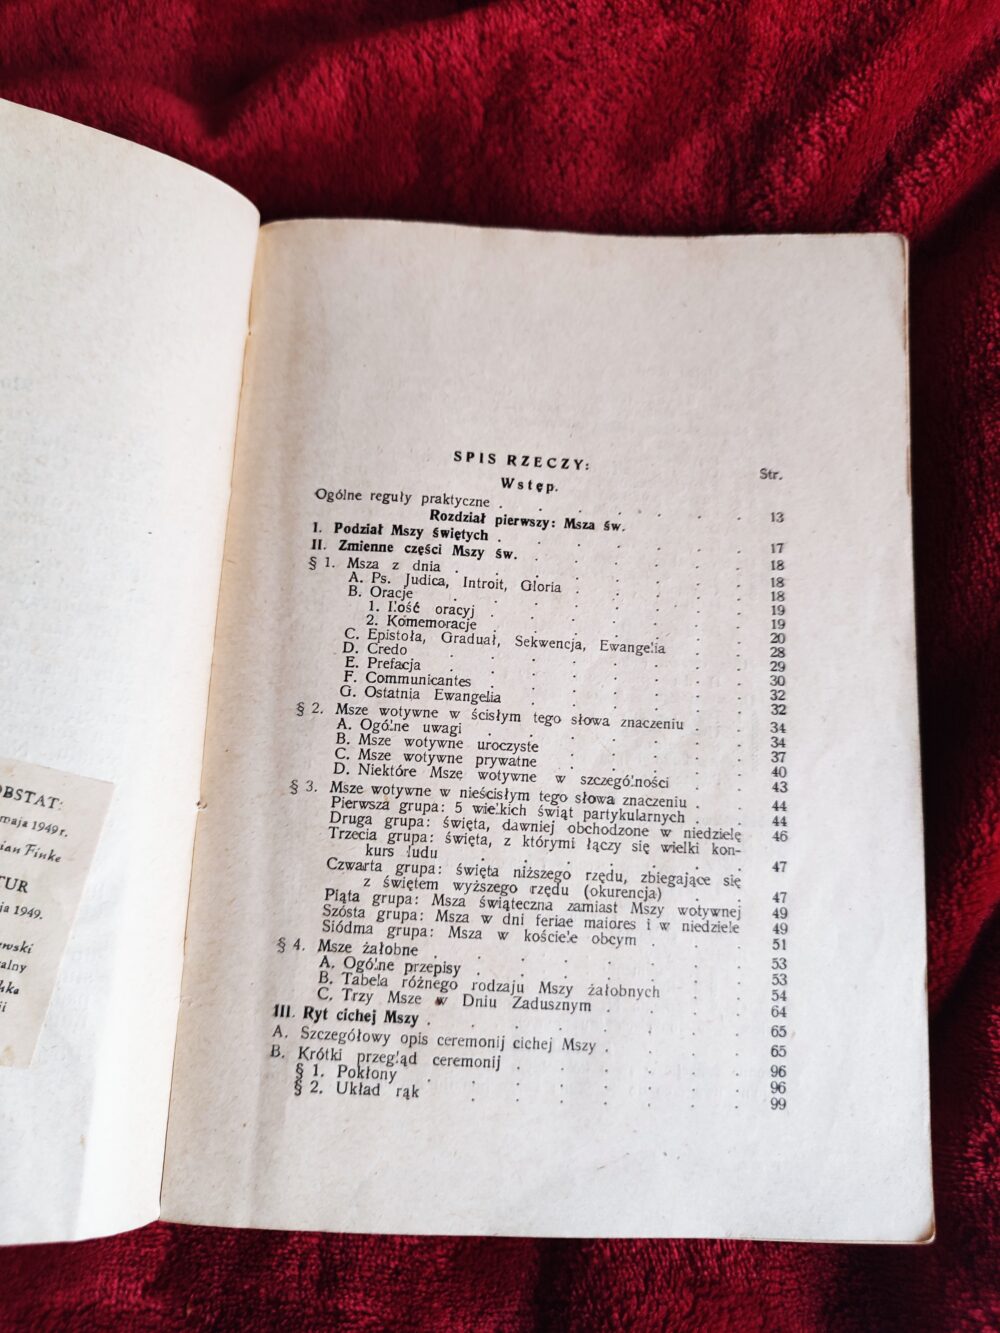 OBSTAT:
maja 1949 r.
ian Finke
TUR
ja 1949.
ewski
alny
hka
ii
SPIS RZECZY:
Str.
Wstęp.
Ogólne reguły praktyczne . . . . . . . 13
Rozdział pierwszy: Msza św.
I. Podział Mszy świętych . . . . . . . 17
II. Zmienne części Mszy św. . . . . . . 18
§ 1. Msza z dnia . . . . . . . 18
A. Ps. Judica, Introit, Gloria . . . . . 18
B. Oracje . . . . . . . 19
1. Ilość oracyj . . . . . . 19
2. Komemoracje . . . . . . 20
C. Epistoła, Graduał, Sekwencja, Ewangelia . . 28
D. Credo . . . . . . . 29
E. Prefacja . . . . . . . 30
F. Communicantes . . . . . . 32
G. Ostatnia Ewangelia . . . . . 32
§ 2. Msze wotywne w ścisłym tego słowa znaczeniu . . 34
A. Ogólne uwagi . . . . . . 34
B. Msze wotywne uroczyste . . . . . 37
C. Msze wotywne prywatne . . . . . 40
D. Niektóre Msze wotywne w szczególności . . 43
§ 3. Msze wotywne w nieścisłym tego słowa znaczeniu . . 44
Pierwsza grupa: 5 wielkich świąt partykularnych . . 44
Druga grupa: święta, dawniej obchodzone w niedzielę 46
Trzecia grupa: święta, z którymi łączy się wielki kon-
kurs ludu . . . . . . . 47
Czwarta grupa: święta niższego rzędu, zbiegające się
z świętem wyższego rzędu (okurencja) . . 47
Piąta grupa: Msza świąteczna zamiast Mszy wotywnej 49
Szósta grupa: Msza w dni feriae maiores i w niedziele 49
Siódma grupa: Msza w kościele obcym . . . 51
§ 4. Msze żałobne . . . . . . . 53
A. Ogólne przepisy . . . . . . 53
B. Tabela różnego rodzaju Mszy żałobnych . . 54
C. Trzy Msze w Dniu Zadusznym . . . . 64
III. Ryt cichej Mszy . . . . . . . 65
A. Szczegółowy opis ceremonij cichej Mszy . . . . 65
B. Krótki przegląd ceremonij . . . . . 96
§ 1. Pokłony . . . . . . . 96
§ 2. Układ rąk . . . . . . . 99